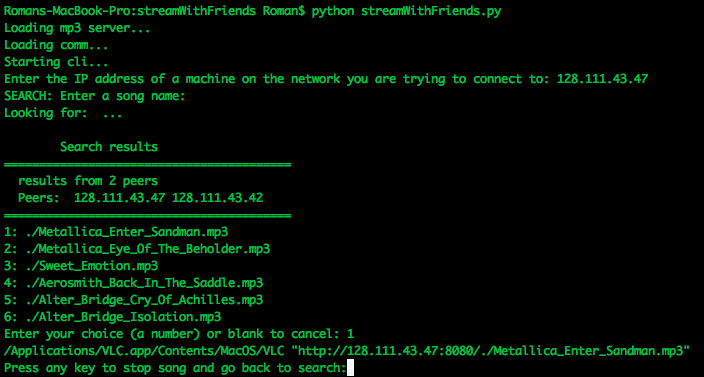 Romans-MacBook-Pro:streamWithFriends Roman$ python streamWithFriends.py
Loading mp3 server...
Loading comm...
Starting cli...
Enter the IP address of a machine on the network you are trying to connect to: 128.111.43.47
SEARCH: Enter a song name:
Looking for:  ...
Search results
=========================================
results from 2 peers
Peers:  128.111.43.47 128.111.43.42
=========================================
1: ./Metallica_Enter_Sandman.mp3
2: ./Metallica_Eye_Of_The_Beholder.mp3
3: ./Sweet_Emotion.mp3
4: ./Aerosmith_Back_In_The_Saddle.mp3
5: ./Alter_Bridge_Cry_Of_Achilles.mp3
6: ./Alter_Bridge_Isolation.mp3
Enter your choice (a number) or blank to cancel: 1
/Applications/VLC.app/Contents/MacOS/VLC "http://128.111.43.47:8080/./Metallica_Enter_Sandman.mp3"
Press any key to stop song and go back to search: